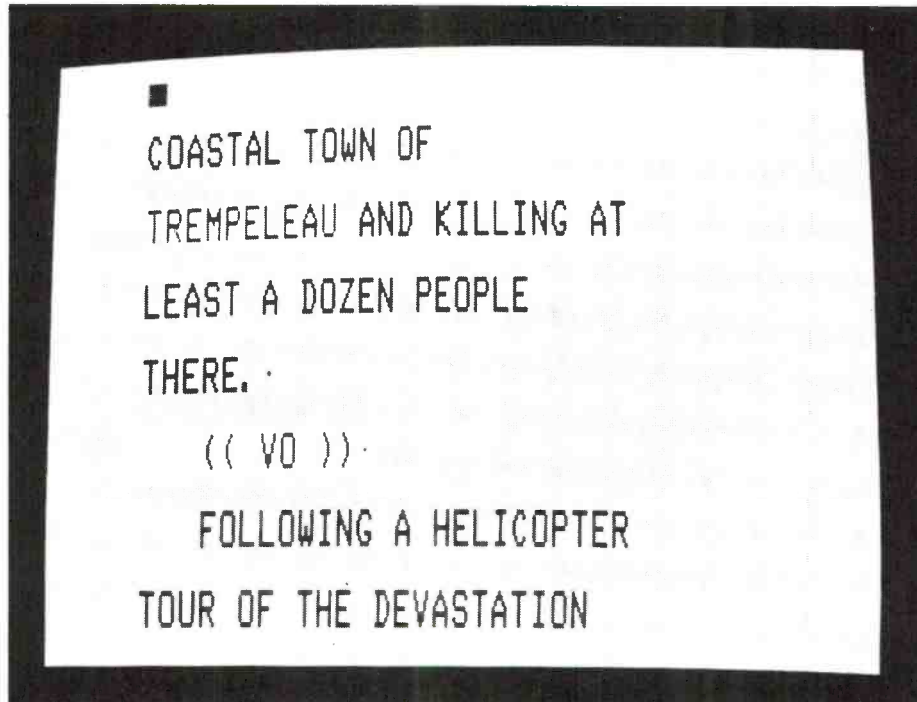 COASTAL TOWN OF
TREMPELEAU AND KILLING AT
LEAST A DOZEN PEOPLE
THERE.
(( VO ))
FOLLOWING A HELICOPTER
TOUR OF THE DEVASTATION